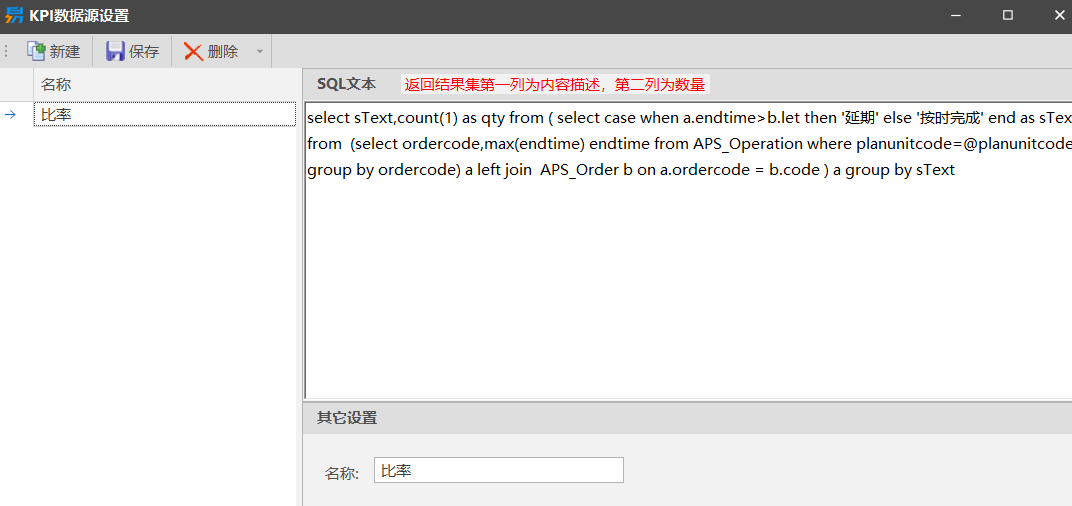 KPI数据源设置
新建 保存 删除
名称
比率
SQL文本 返回结果集第一列为内容描述，第二列为数量
select sText,count(1) as qty from ( select case when a.endtime>b.let then '延期' else '按时完成' end as sTex
from  (select ordercode,max(endtime) endtime from APS_Operation where planunitcode=@planunitcode
group by ordercode) a left join  APS_Order b on a.ordercode = b.code ) a group by sText
其它设置
名称: 比率